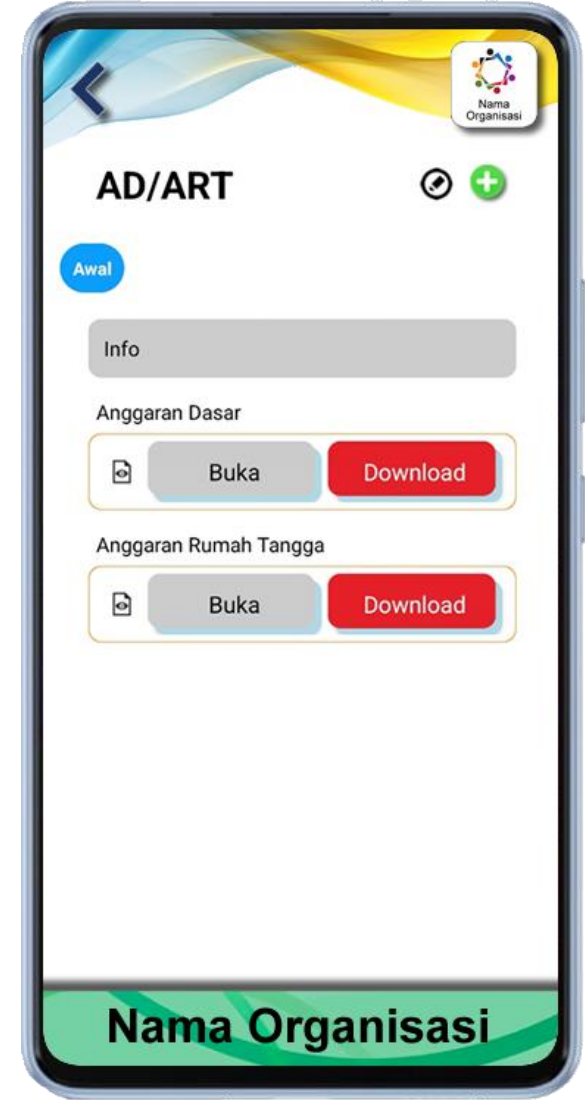 Nama
Organisasi
AD/ART
Awal
Info
Anggaran Dasar
Buka Download
Anggaran Rumah Tangga
Buka Download
Nama Organisasi